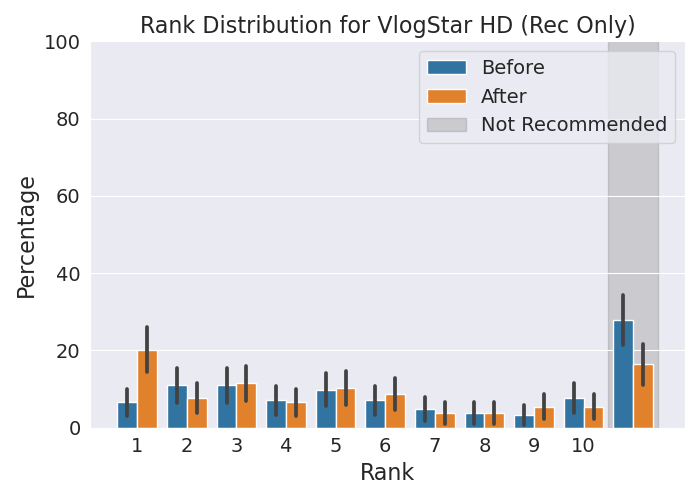 Rank Distribution for VlogStar HD (Rec Only)
100
80
60
40
20
0
Percentage
Before
After
Not Recommended
1 2 3 4 5 6 7 8 9 10
Rank